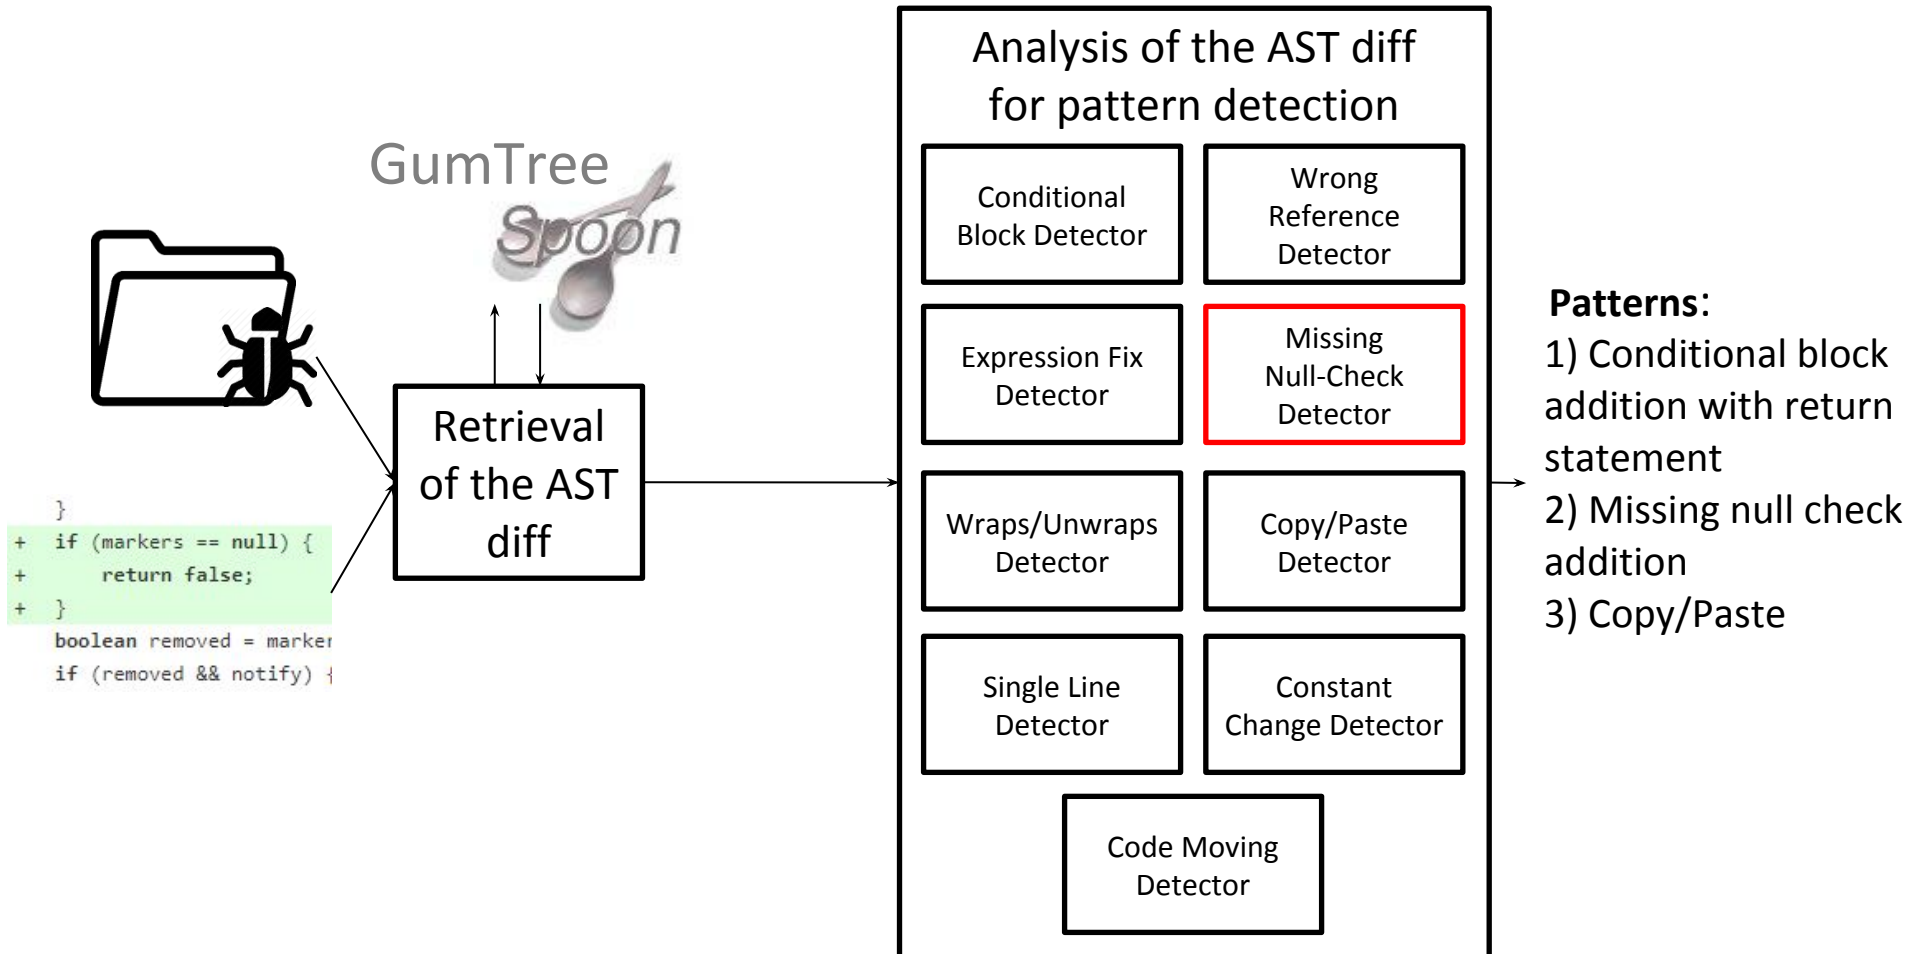 Analysis of the AST diff
for pattern detection
GumTree
Spoon
Conditional
Block Detector
Wrong
Reference
Detector
Expression Fix
Detector
Missing
Null-Check
Detector
Retrieval
of the AST
diff
}
+ if (markers == null) {
+ return false;
+ }
boolean removed = marker
if (removed && notify) {
Wraps/Unwraps
Detector
Copy/Paste
Detector
Single Line
Detector
Constant
Change Detector
Code Moving
Detector
Patterns:
1) Conditional block
addition with return
statement
2) Missing null check
addition
3) Copy/Paste